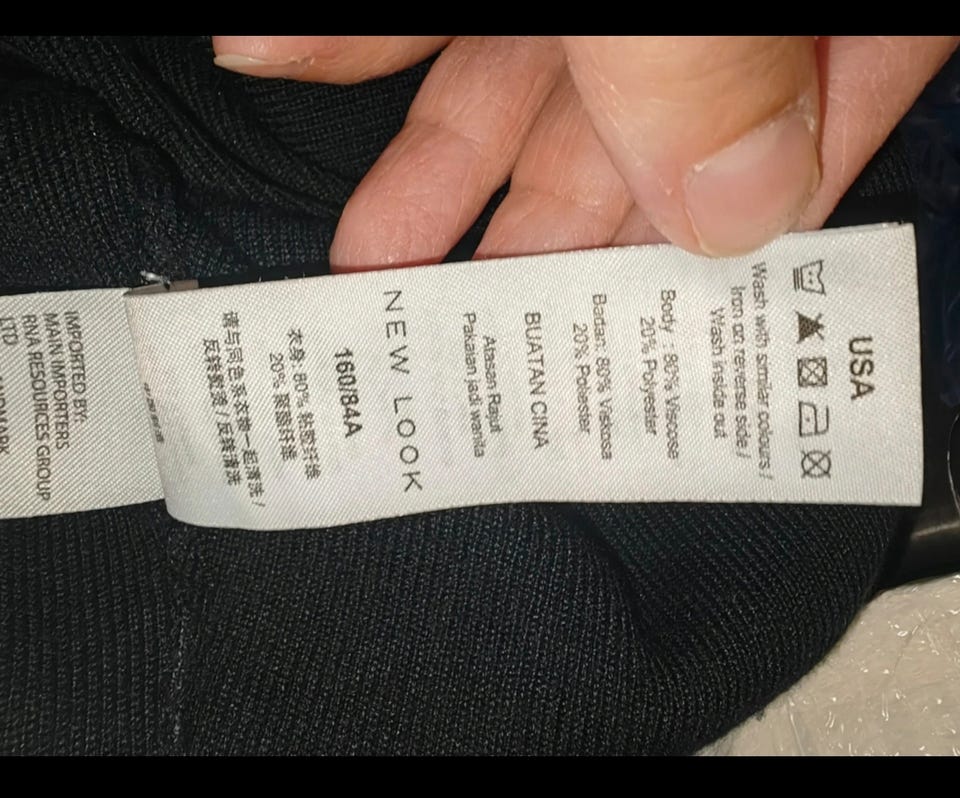 USA
Wash with similar colours /
Iron on reverse side /
Wash inside out
Body : 80% Viscose
20% Polyester
Badan: 80% Viskosa
20% Poliester
BUATAN CINA
Atasan Rajut
Pakaian jadi wanita
NEW LOOK
160/84A
衣身: 80% 粘胶纤维
20% 聚酯纤维
请与同色系衣物一起清洗 /
反转熨烫 / 反转清洗
IMPORTED BY:
MAIN IMPORTERS
RNA RESOURCES GROUP
LTD